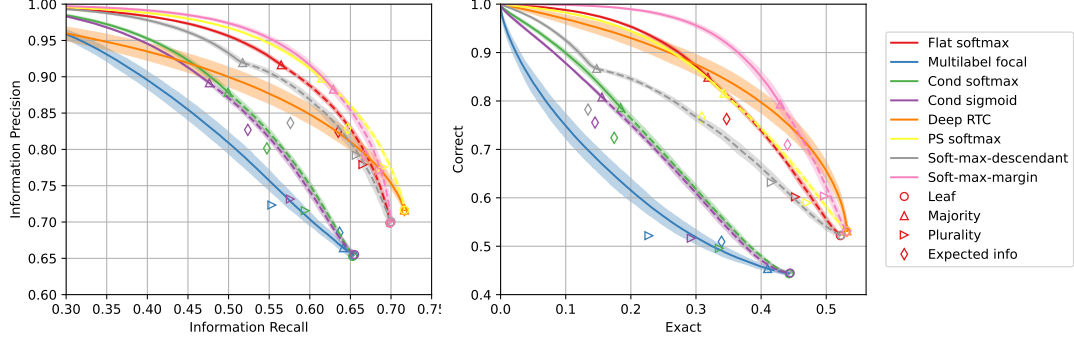 1.00
0.95
0.90
0.85
0.80
0.75
0.70
0.65
0.60
Information Precision
0.30 0.35 0.40 0.45 0.50 0.55 0.60 0.65 0.70 0.75
Information Recall
1.0
0.9
0.8
0.7
0.6
0.5
0.4
Correct
0.0 0.1 0.2 0.3 0.4 0.5
Exact
Flat softmax
Multilabel focal
Cond softmax
Cond sigmoid
Deep RTC
PS softmax
Soft-max-descendant
Soft-max-margin
Leaf
Majority
Plurality
Expected info